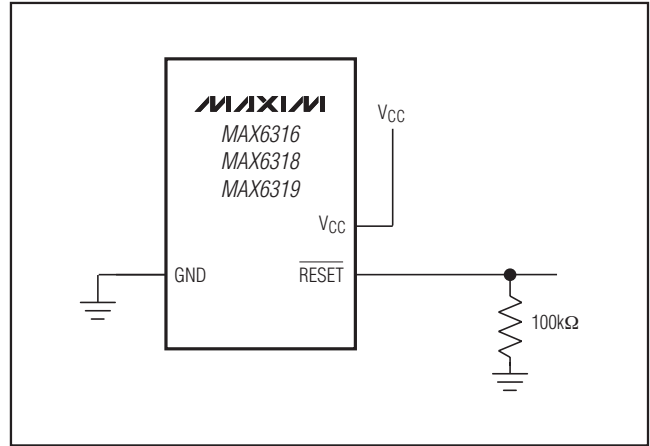 MAXIM
MAX6316
MAX6318
MAX6319
VCC
VCC
GND
RESET
100kΩ